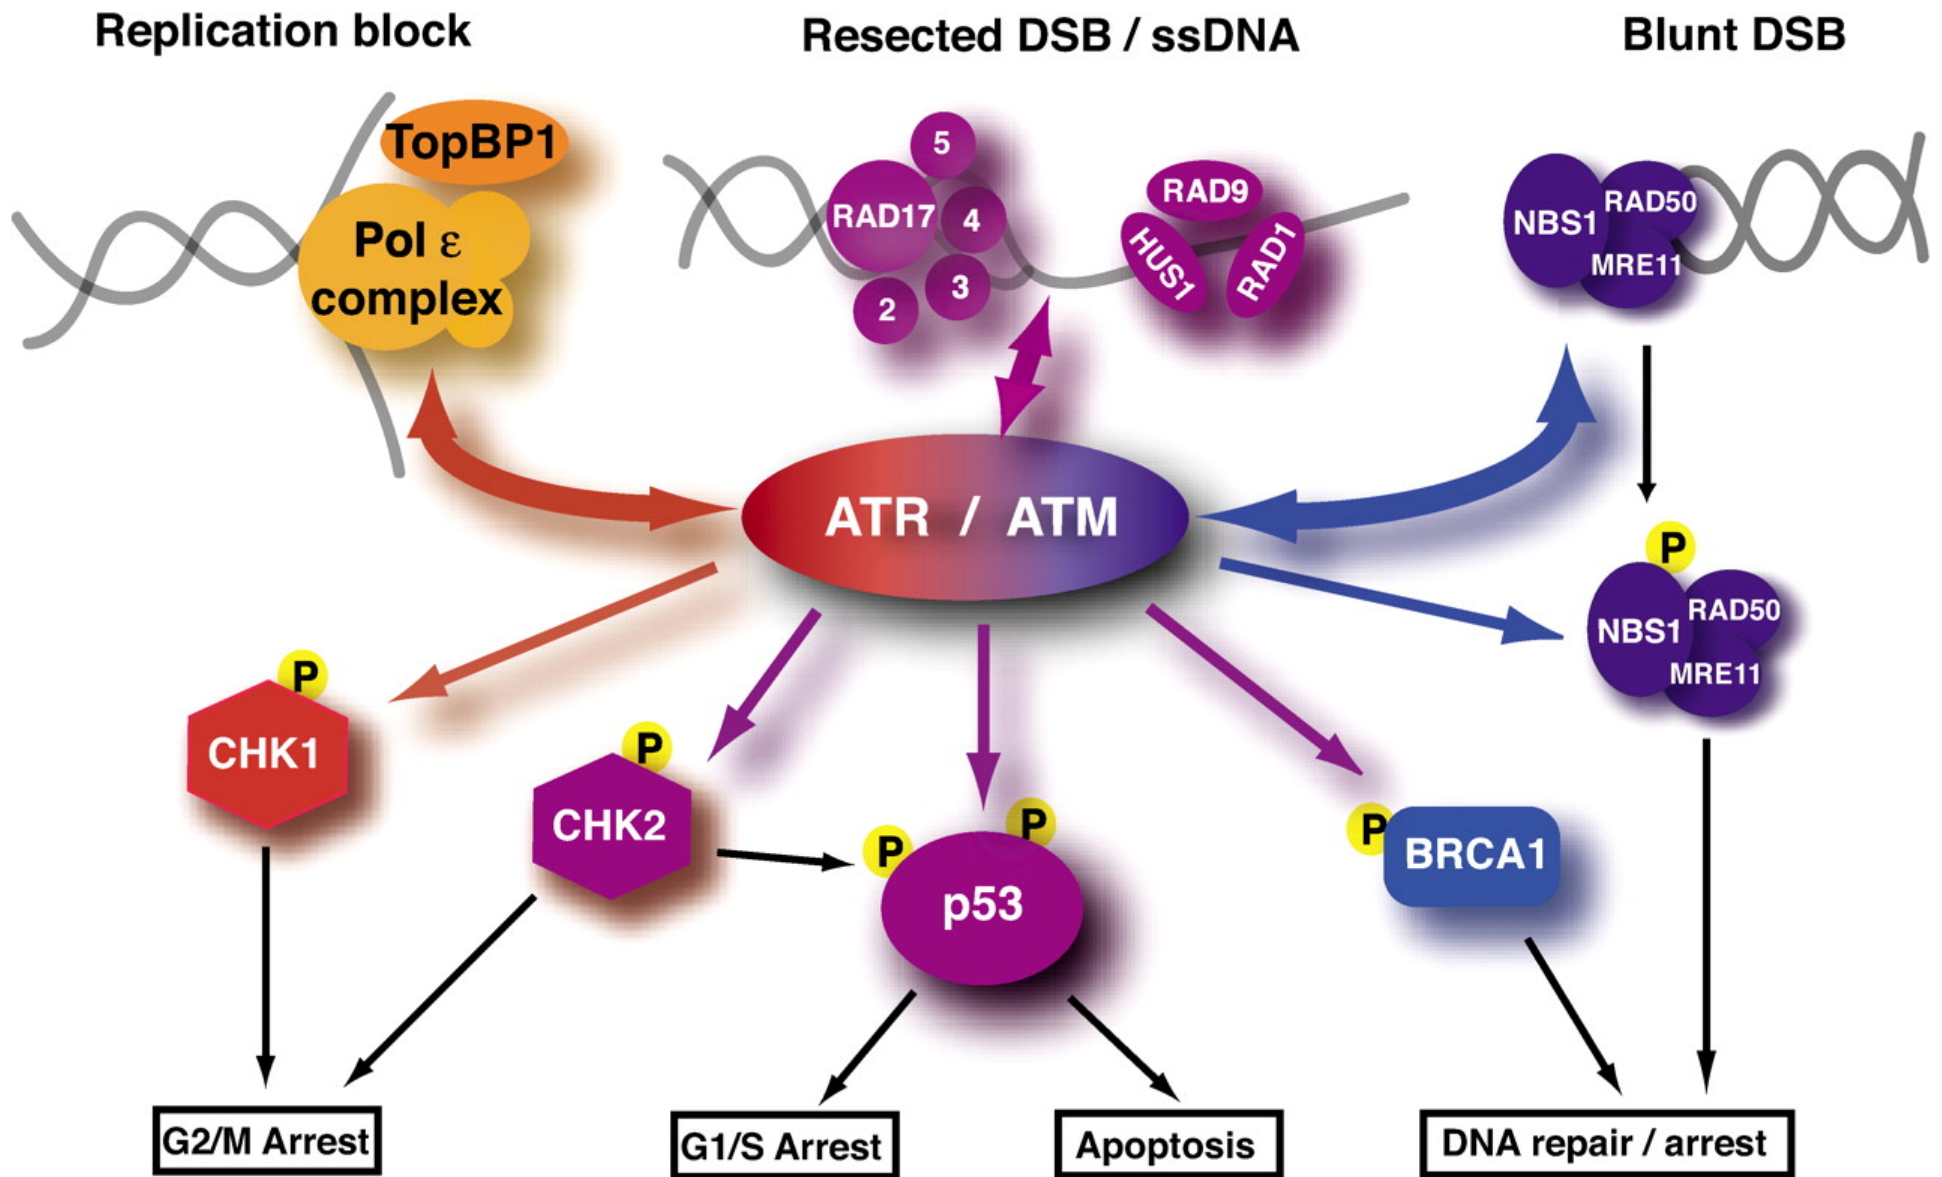 Replication block
Resected DSB / ssDNA
Blunt DSB
TopBP1
Pol ε
complex
5
RAD17
4
3
2
RAD9
HUS1
RAD1
NBS1
RAD50
MRE11
ATR / ATM
P
NBS1
RAD50
MRE11
P
CHK1
P
CHK2
P
P
p53
P
BRCA1
G2/M Arrest
G1/S Arrest
Apoptosis
DNA repair / arrest